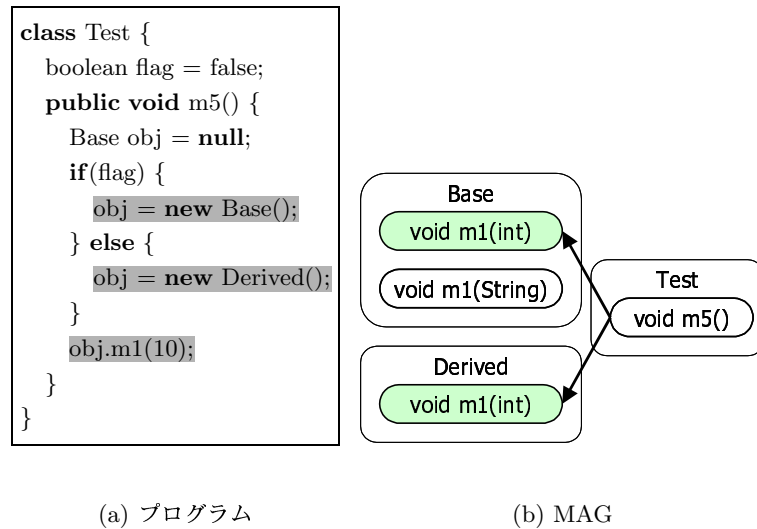 class Test {
boolean flag = false;
public void m5() {
Base obj = null;
if(flag) {
obj = new Base();
} else {
obj = new Derived();
}
obj.m1(10);
}
}
Base
void m1(int)
void m1(String)
Derived
void m1(int)
Test
void m5()
(a) プログラム
(b) MAG